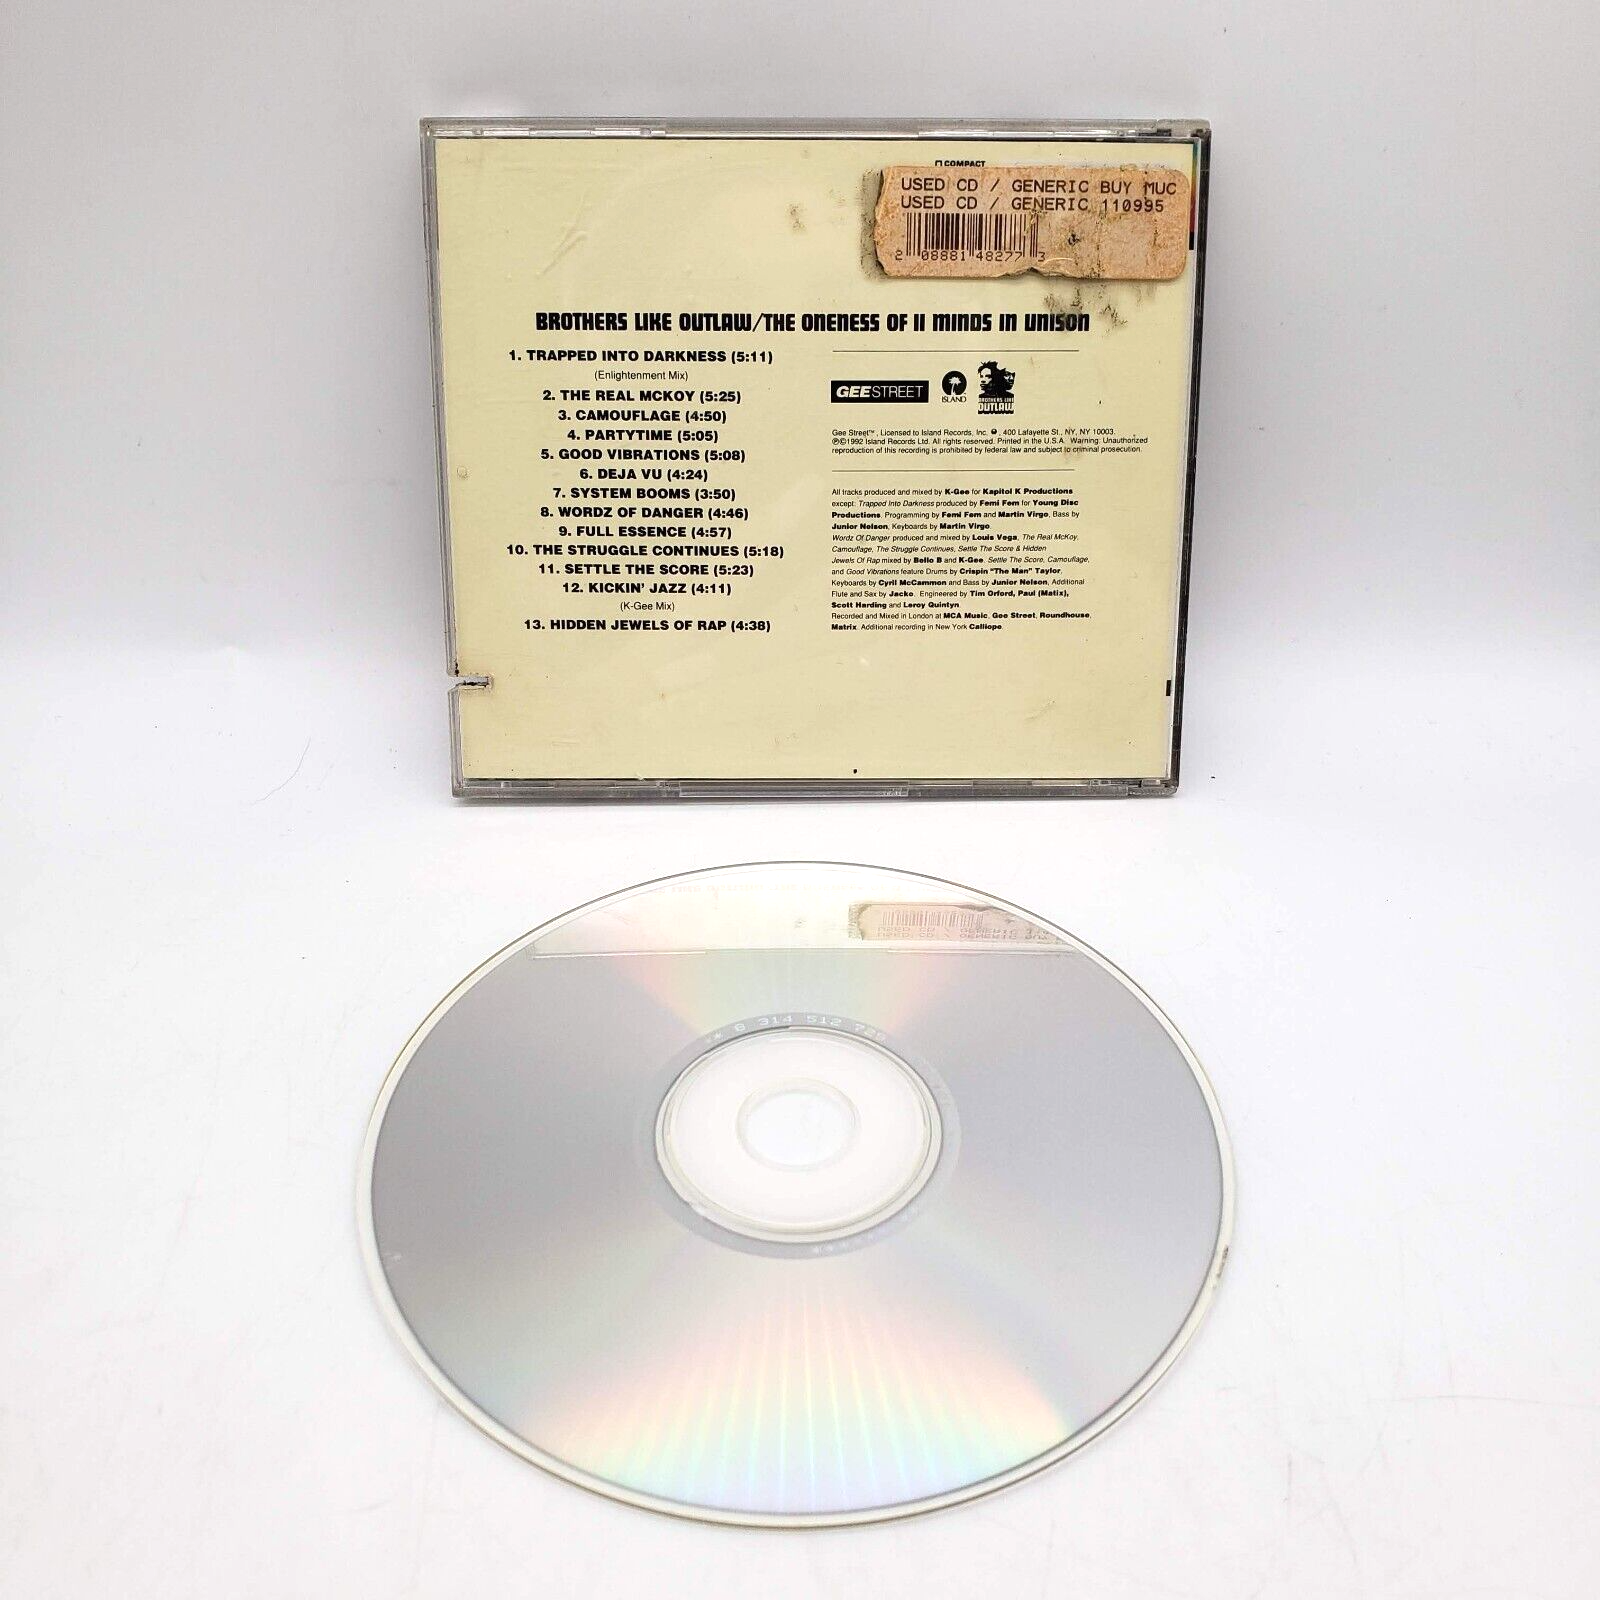 COMPACT
USED CD / GENERIC BUY MUC
USED CD / GENERIC 110995
2 08881 48277 3
BROTHERS LIKE OUTLAW/THE ONENESS OF II MINDS IN UNISON
1. TRAPPED INTO DARKNESS (5:11)
(Enlightenment Mix)
2. THE REAL MCKOY (5:25)
3. CAMOUFLAGE (4:50)
4. PARTYTIME (5:05)
5. GOOD VIBRATIONS (5:08)
6. DEJA VU (4:24)
7. SYSTEM BOOMS (3:50)
8. WORDZ OF DANGER (4:46)
9. FULL ESSENCE (4:57)
10. THE STRUGGLE CONTINUES (5:18)
11. SETTLE THE SCORE (5:23)
12. KICKIN' JAZZ (4:11)
(K-Gee Mix)
13. HIDDEN JEWELS OF RAP (4:38)
GEESTREET
ISLAND
BROTHERS LIKE
OUTLAW
Gee Street™, Licensed to Island Records, Inc. , 400 Lafayette St., NY, NY 10003.
℗©1992 Island Records Ltd. All rights reserved. Printed in the U.S.A. Warning: Unauthorized
reproduction of this recording is prohibited by federal law and subject to criminal prosecution.
All tracks produced and mixed by K-Gee for Kapitol K Productions
except: Trapped Into Darkness produced by Femi Fem for Young Disc
Productions. Programming by Femi Fem and Martin Virgo, Bass by
Junior Nelson, Keyboards by Martin Virgo.
Wordz Of Danger produced and mixed by Louis Vega, The Real McKoy,
Camouflage, The Struggle Continues, Settle The Score & Hidden
Jewels Of Rap mixed by Bello B and K-Gee. Settle The Score, Camouflage,
and Good Vibrations feature Drums by Crispin "The Man" Taylor,
Keyboards by Cyril McCammon and Bass by Junior Nelson, Additional
Flute and Sax by Jacko. Engineered by Tim Orford, Paul (Matix),
Scott Harding and Leroy Quintyn.
Recorded and Mixed in London at MCA Music, Gee Street, Roundhouse,
Matrix. Additional recording in New York Calliope.
8 314 512 725